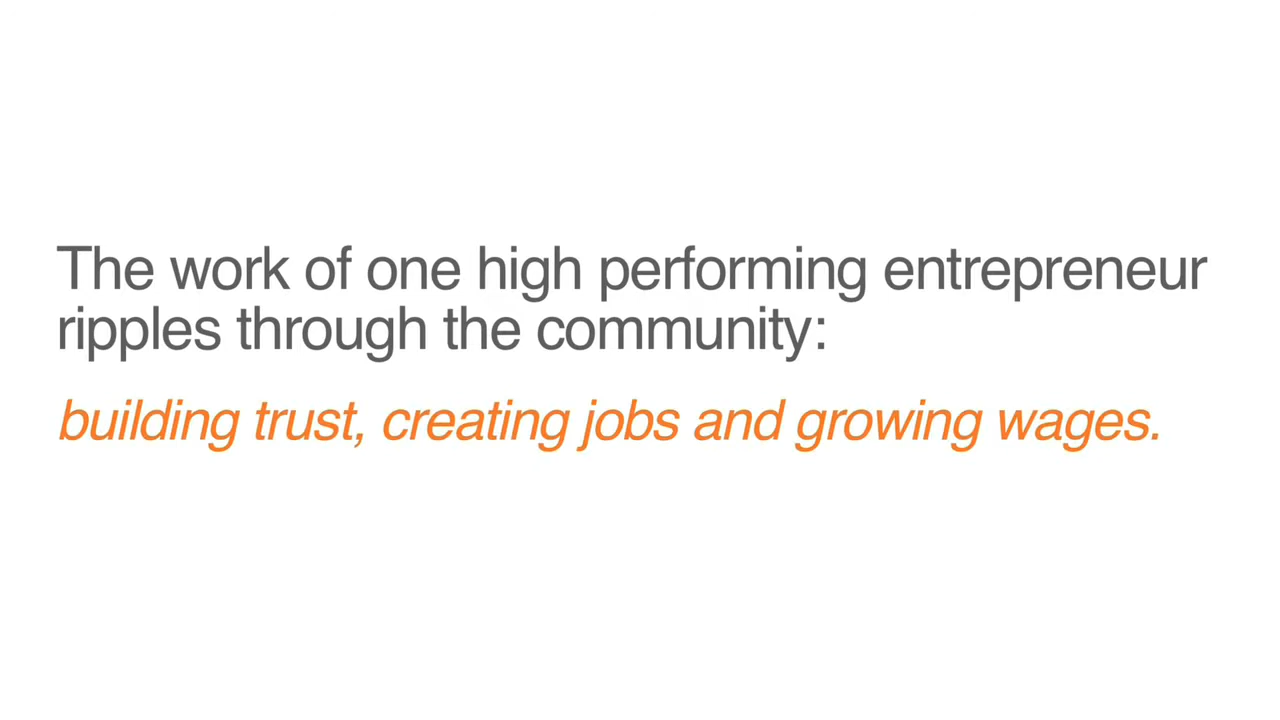 The work of one high performing entrepreneur
ripples through the community:
building trust, creating jobs and growing wages.